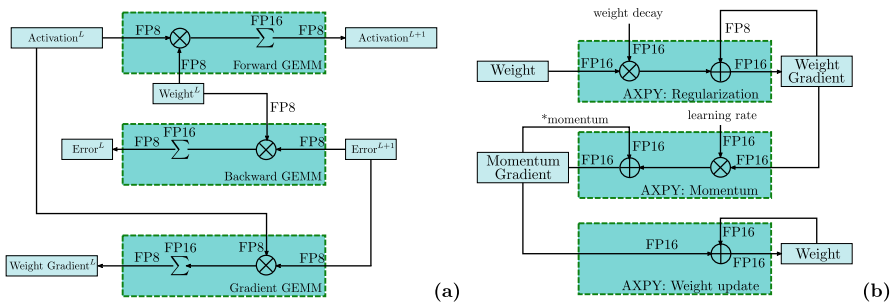 Activation^L
FP8
FP16
∑
FP8
Activation^{L+1}
FP8
Forward GEMM
Weight^L
FP8
Error^L
FP8
FP16
∑
FP8
Error^{L+1}
Backward GEMM
Weight Gradient^L
FP8
FP16
∑
FP8
FP8
Gradient GEMM
(a)
weight decay
FP16
FP8
Weight
FP16
FP16
Weight
Gradient
AXPY: Regularization
*momentum
learning rate
FP16
FP16
Momentum
Gradient
FP16
FP16
AXPY: Momentum
FP16
FP16
FP16
Weight
AXPY: Weight update
(b)